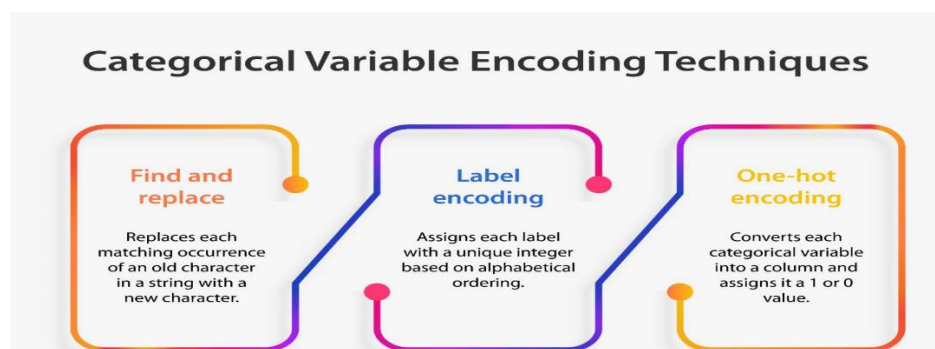 Categorical Variable Encoding Techniques
Find and
replace
Replaces each
matching occurrence
of an old character
in a string with a
new character.
Label
encoding
Assigns each label
with a unique integer
based on alphabetical
ordering.
One-hot
encoding
Converts each
categorical variable
into a column and
assigns it a 1 or 0
value.